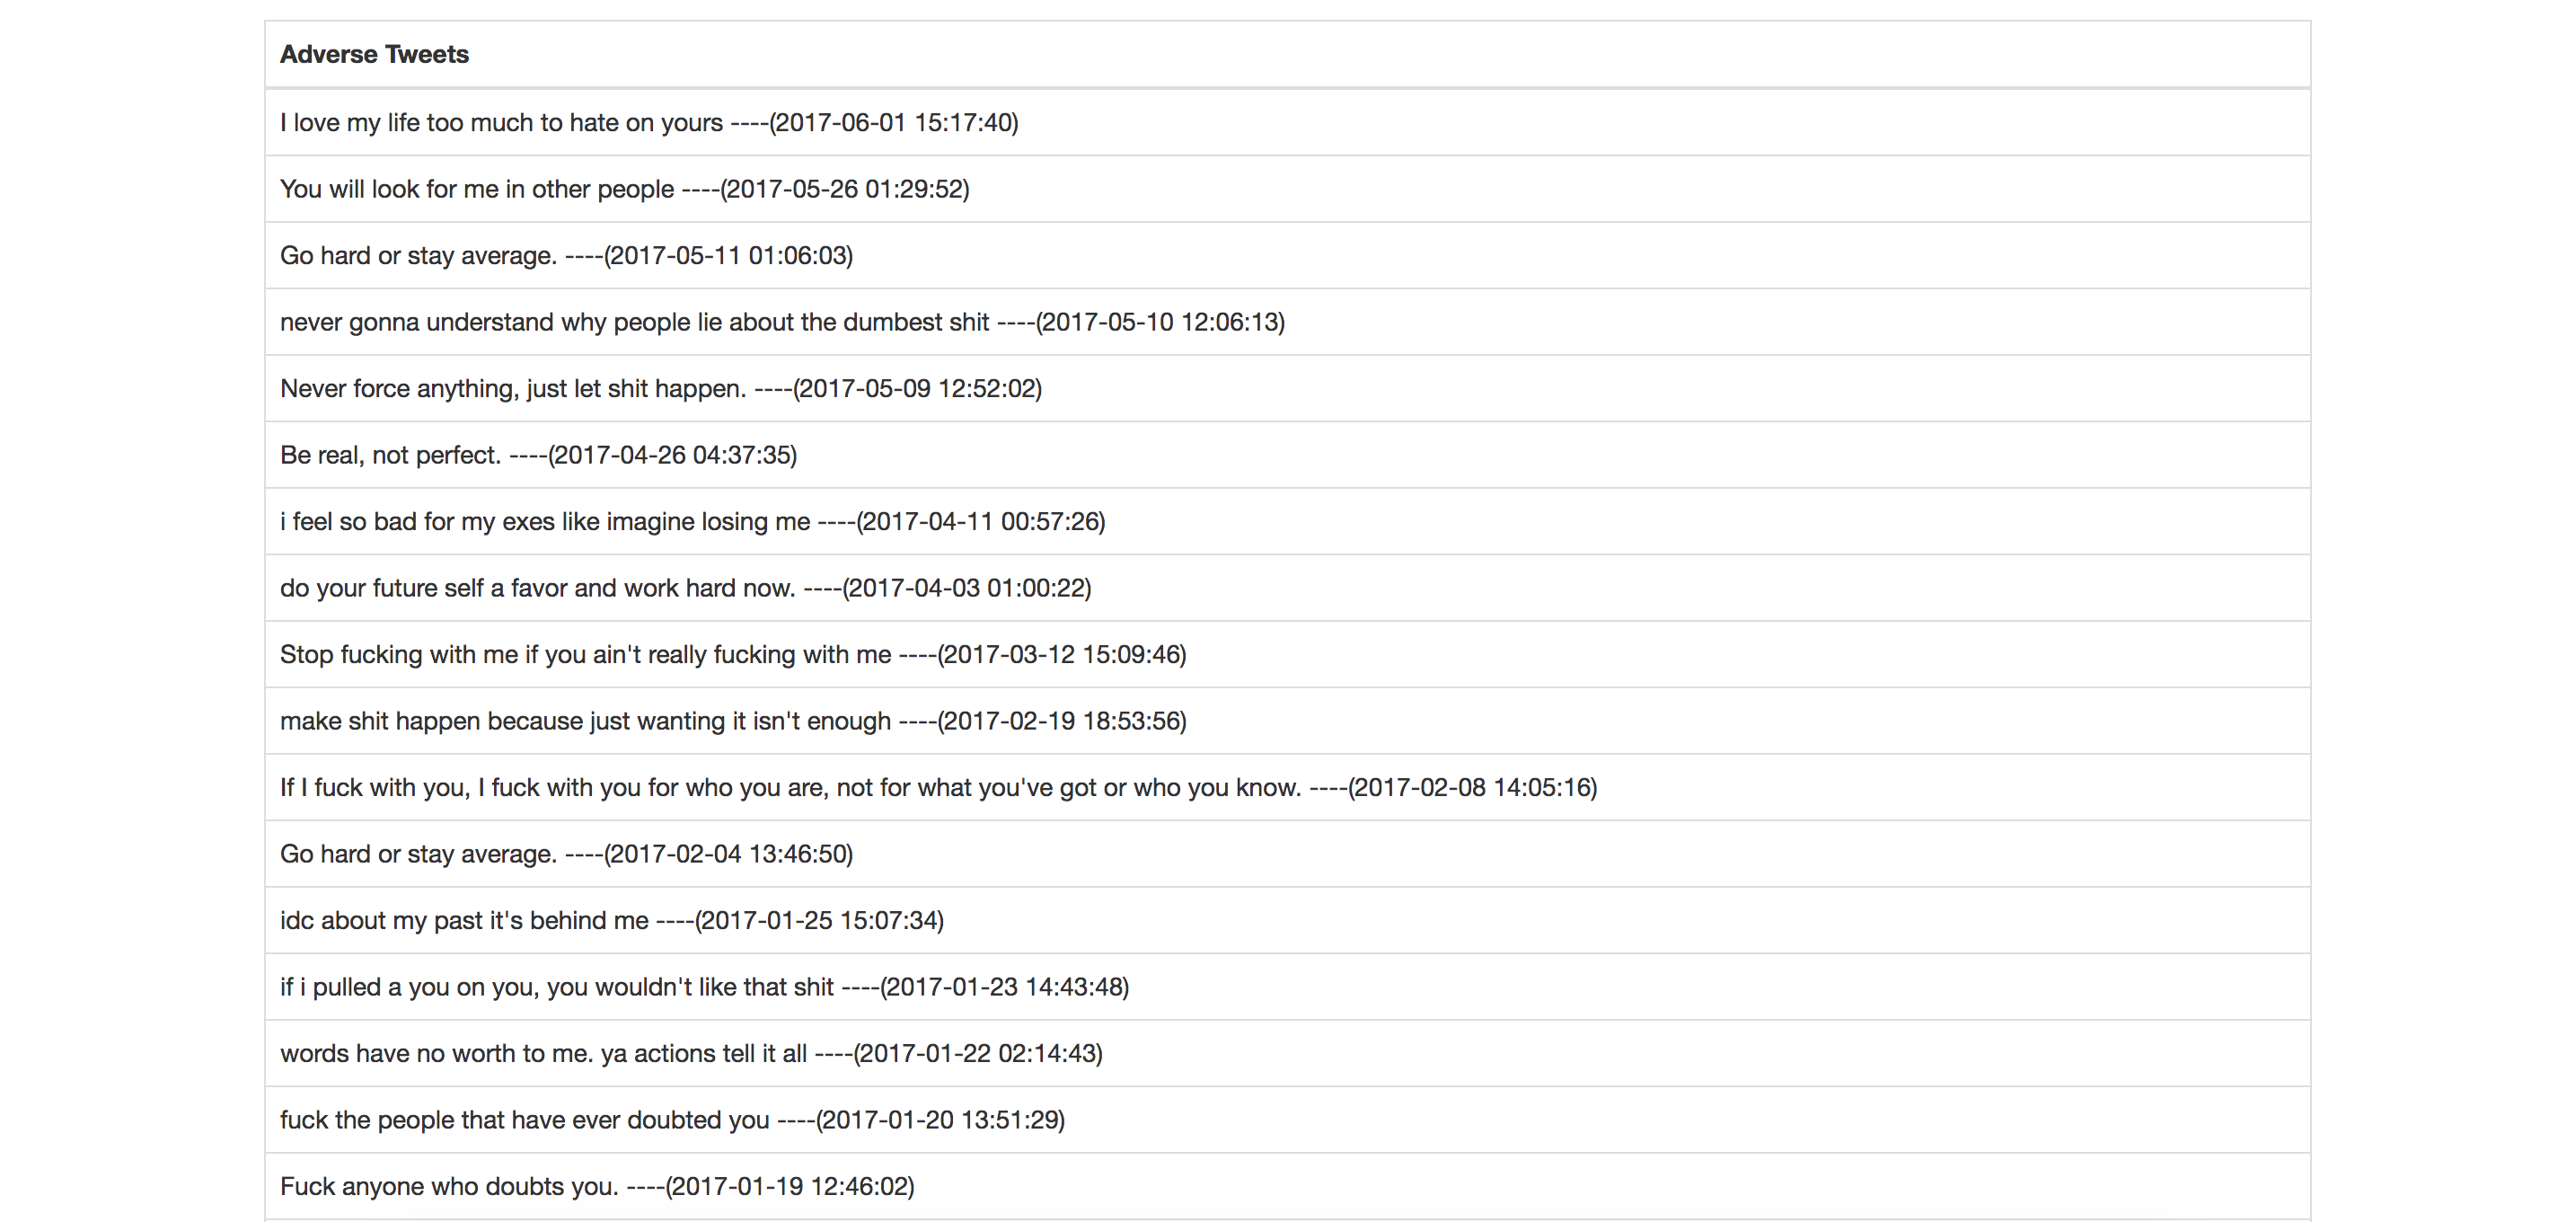 Adverse Tweets
I love my life too much to hate on yours ----(2017-06-01 15:17:40)
You will look for me in other people ----(2017-05-26 01:29:52)
Go hard or stay average. ----(2017-05-11 01:06:03)
never gonna understand why people lie about the dumbest shit ----(2017-05-10 12:06:13)
Never force anything, just let shit happen. ----(2017-05-09 12:52:02)
Be real, not perfect. ----(2017-04-26 04:37:35)
i feel so bad for my exes like imagine losing me ----(2017-04-11 00:57:26)
do your future self a favor and work hard now. ----(2017-04-03 01:00:22)
Stop fucking with me if you ain't really fucking with me ----(2017-03-12 15:09:46)
make shit happen because just wanting it isn't enough ----(2017-02-19 18:53:56)
If I fuck with you, I fuck with you for who you are, not for what you've got or who you know. ----(2017-02-08 14:05:16)
Go hard or stay average. ----(2017-02-04 13:46:50)
idc about my past it's behind me ----(2017-01-25 15:07:34)
if i pulled a you on you, you wouldn't like that shit ----(2017-01-23 14:43:48)
words have no worth to me. ya actions tell it all ----(2017-01-22 02:14:43)
fuck the people that have ever doubted you ----(2017-01-20 13:51:29)
Fuck anyone who doubts you. ----(2017-01-19 12:46:02)